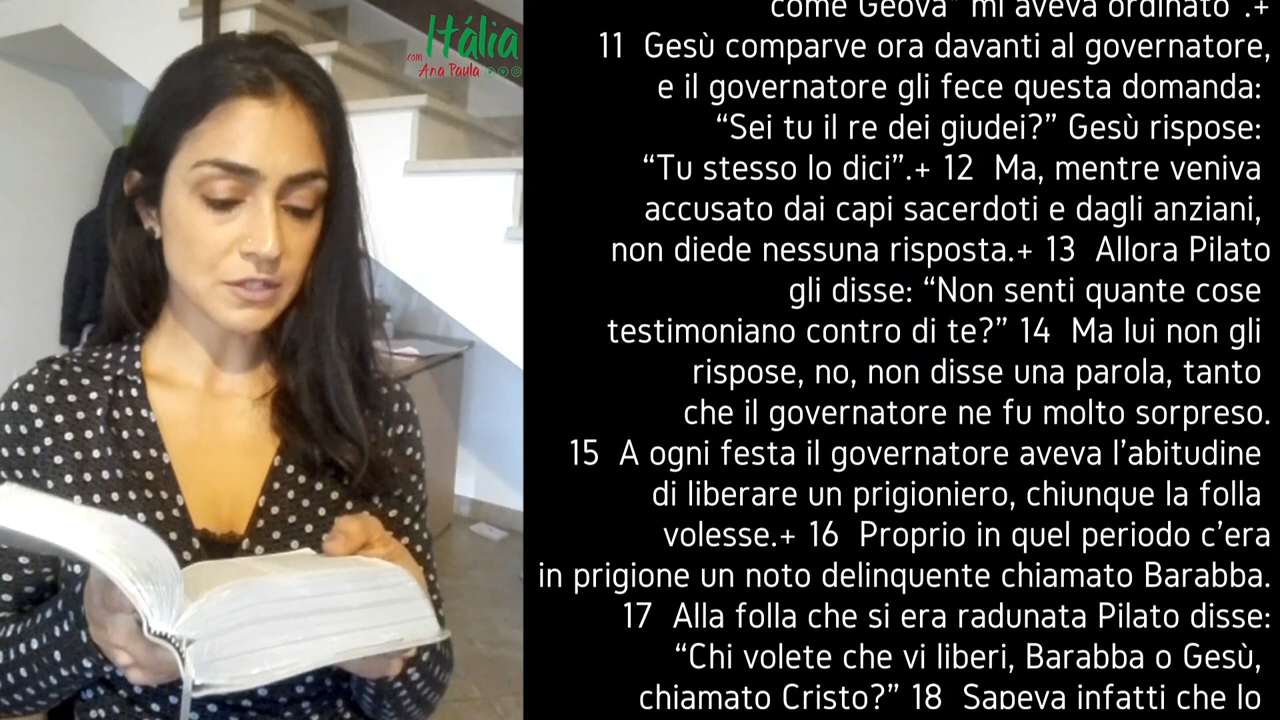 Itália
com
Ana Paula
come Geova" mi aveva ordinato".+
11 Gesù comparve ora davanti al governatore,
e il governatore gli fece questa domanda:
“Sei tu il re dei giudei?” Gesù rispose:
“Tu stesso lo dici”.+ 12 Ma, mentre veniva
accusato dai capi sacerdoti e dagli anziani,
non diede nessuna risposta.+ 13 Allora Pilato
gli disse: “Non senti quante cose
testimoniano contro di te?” 14 Ma lui non gli
rispose, no, non disse una parola, tanto
che il governatore ne fu molto sorpreso.
15 A ogni festa il governatore aveva l’abitudine
di liberare un prigioniero, chiunque la folla
volesse.+ 16 Proprio in quel periodo c’era
in prigione un noto delinquente chiamato Barabba.
17 Alla folla che si era radunata Pilato disse:
“Chi volete che vi liberi, Barabba o Gesù,
chiamato Cristo?” 18 Sapeva infatti che lo